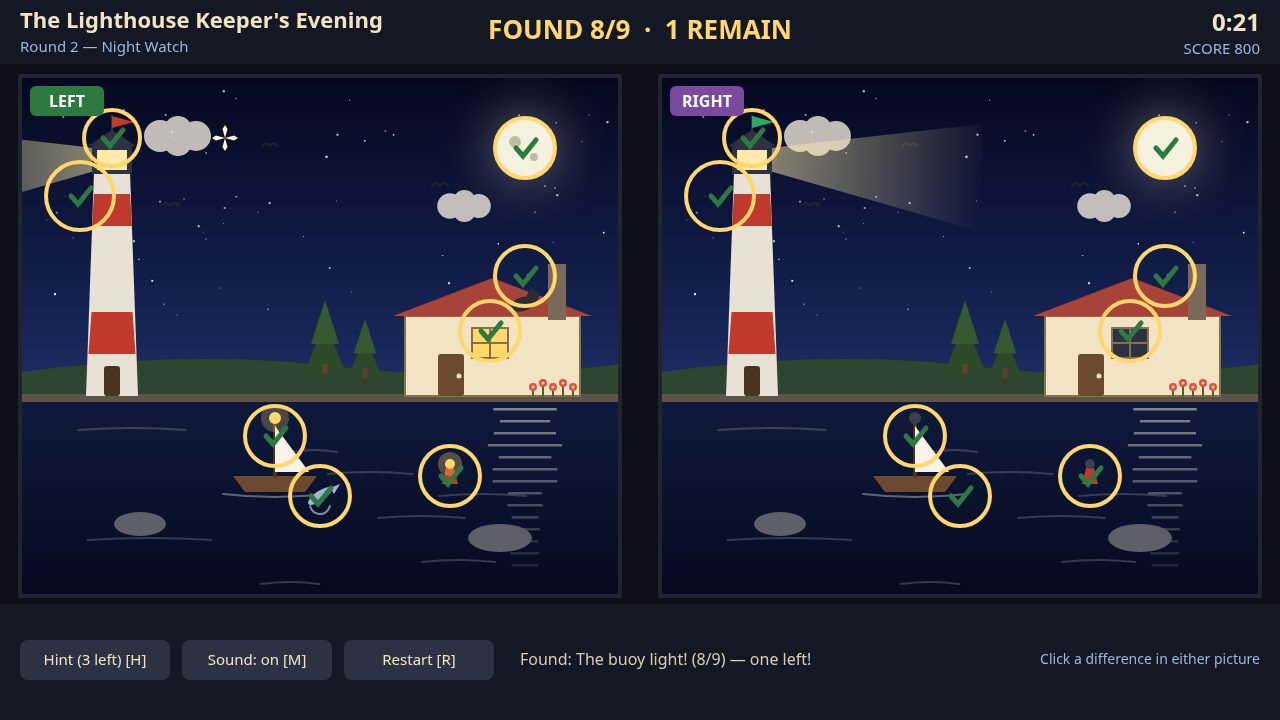 The Lighthouse Keeper's Evening
Round 2 — Night Watch
FOUND 8/9 · 1 REMAIN
0:21
SCORE 800
LEFT
RIGHT
Hint (3 left) [H]
Sound: on [M]
Restart [R]
Found: The buoy light! (8/9) — one left!
Click a difference in either picture